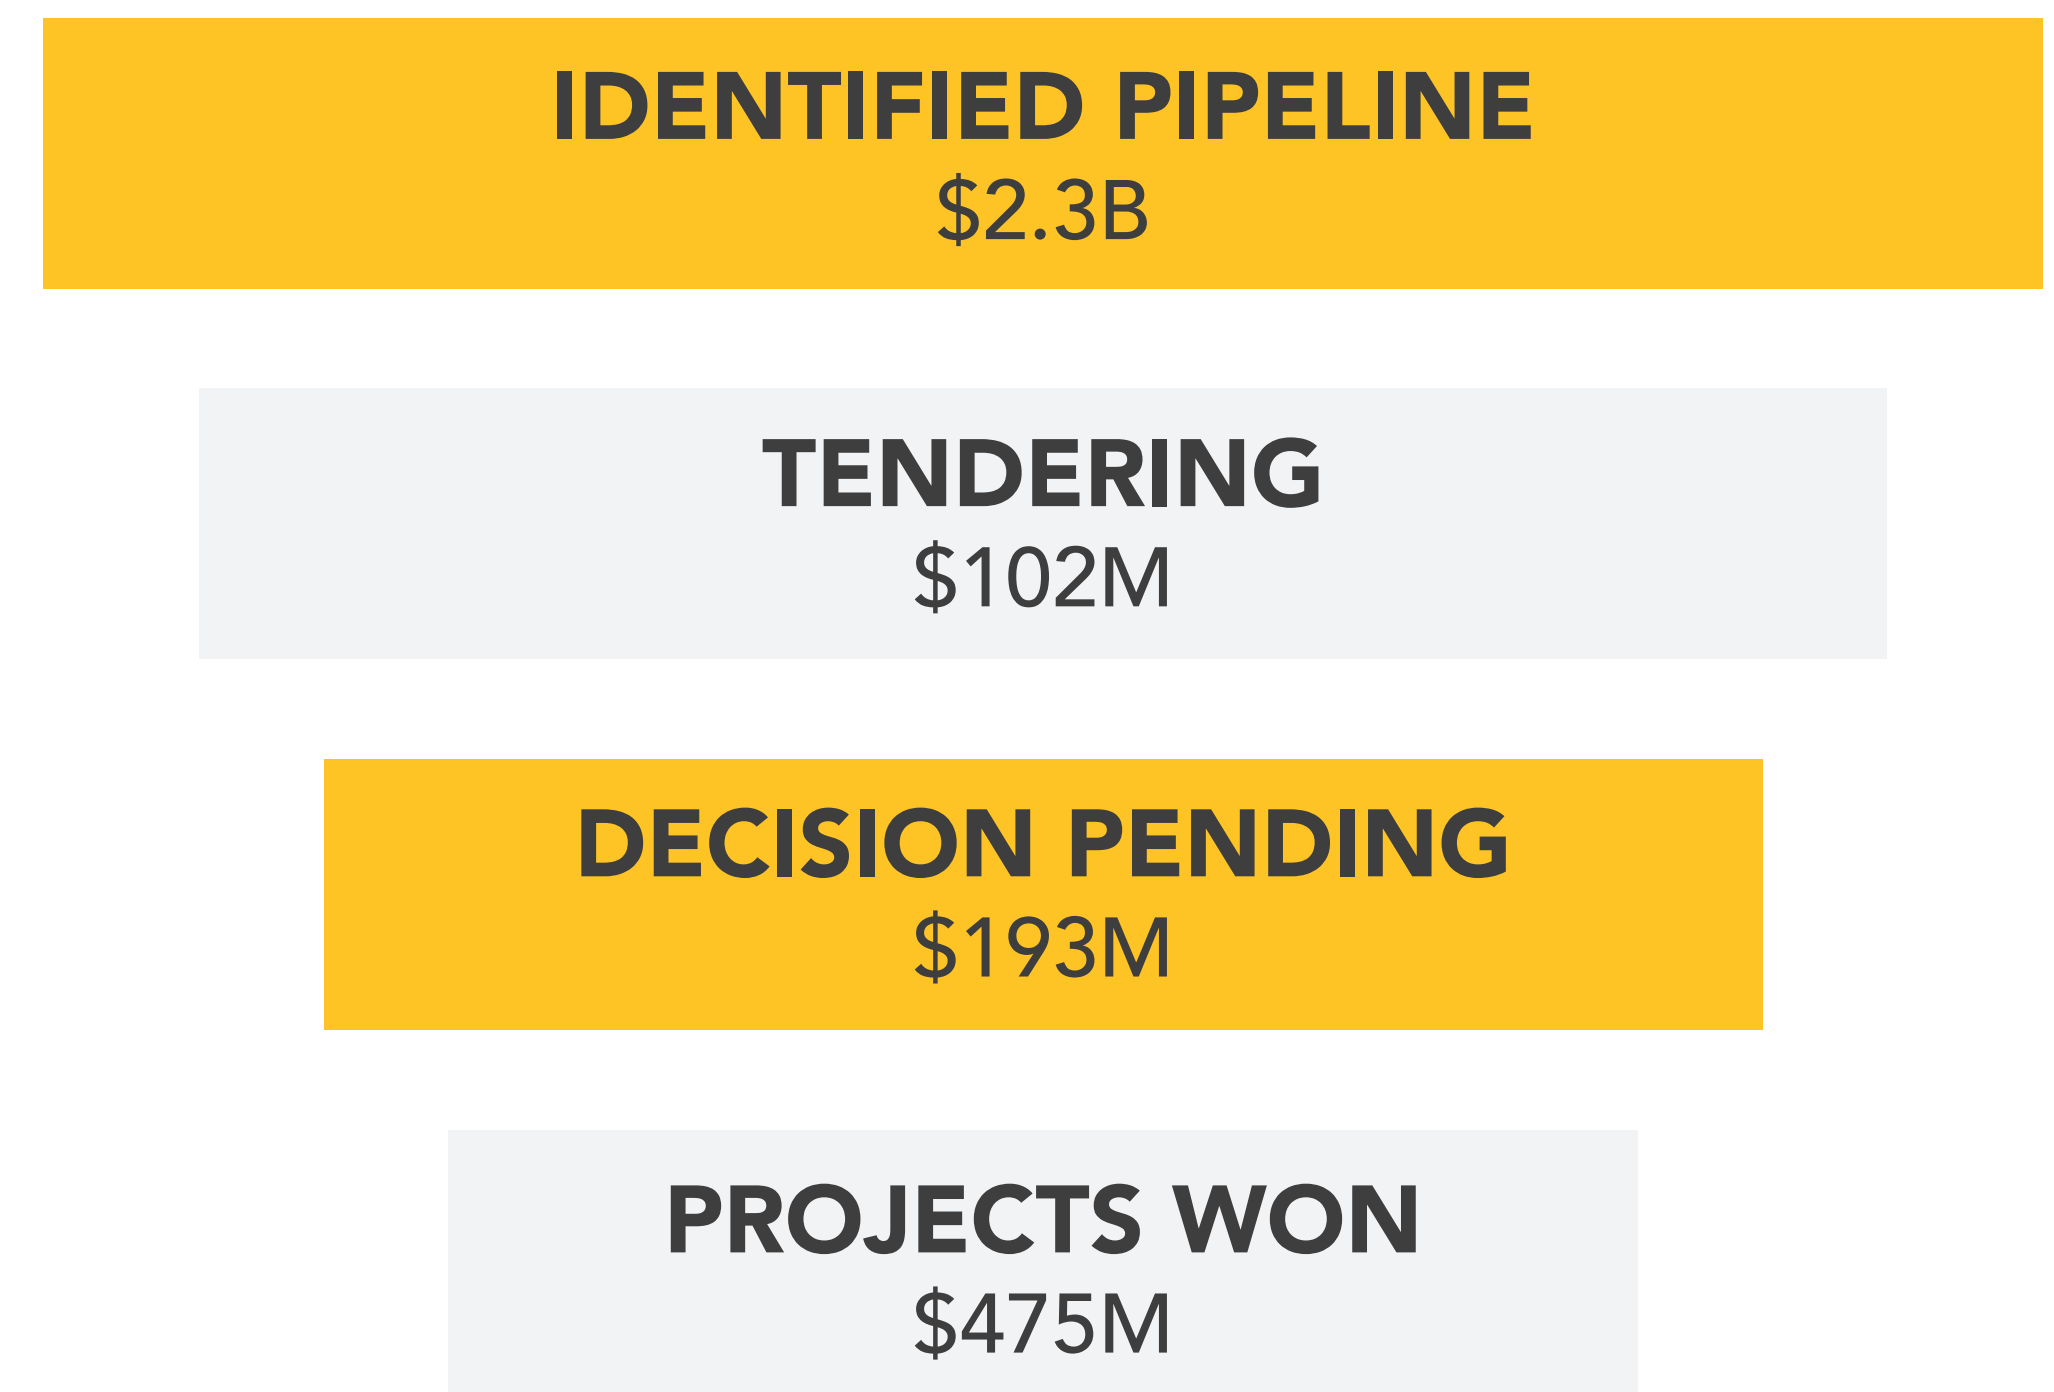 IDENTIFIED PIPELINE
$2.3B
TENDERING
$102M
DECISION PENDING
$193M
PROJECTS WON
$475M